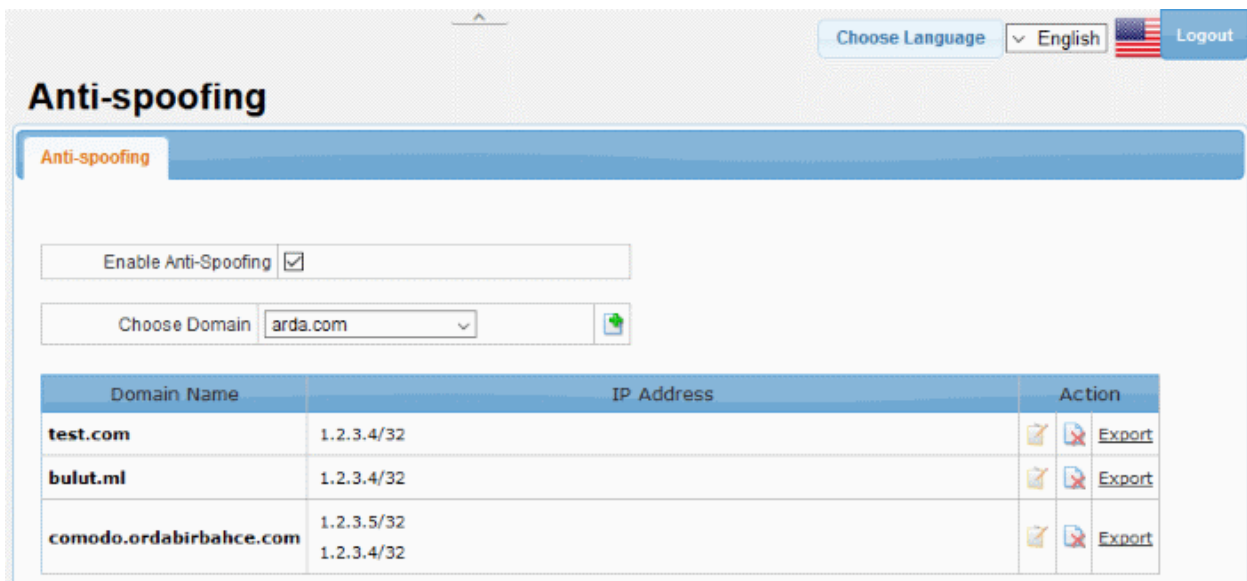 Choose Language English Logout
Anti-spoofing
Anti-spoofing
Enable Anti-Spoofing
Choose Domain arda.com
Domain Name IP Address Action
test.com 1.2.3.4/32 Export
bulut.ml 1.2.3.4/32 Export
comodo.ordabirbahce.com 1.2.3.5/32
1.2.3.4/32 Export